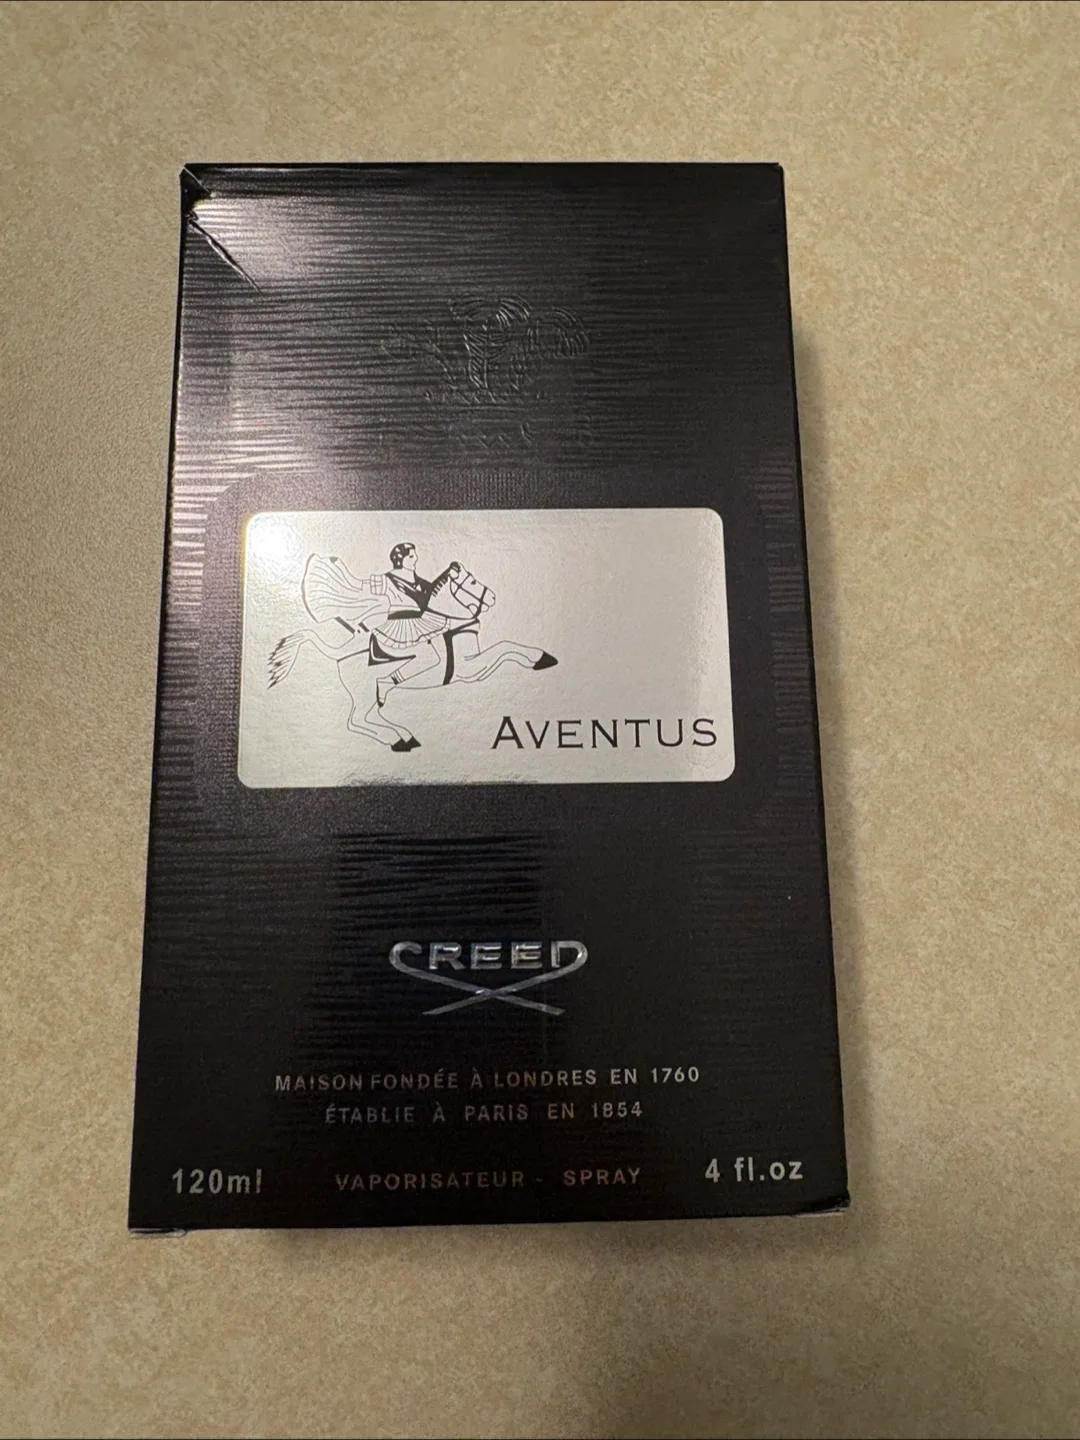 AVENTUS
CREED
MAISON FONDÉE À LONDRES EN 1760
ÉTABLIE À PARIS EN 1854
120ml VAPORISATEUR - SPRAY 4 fl.oz